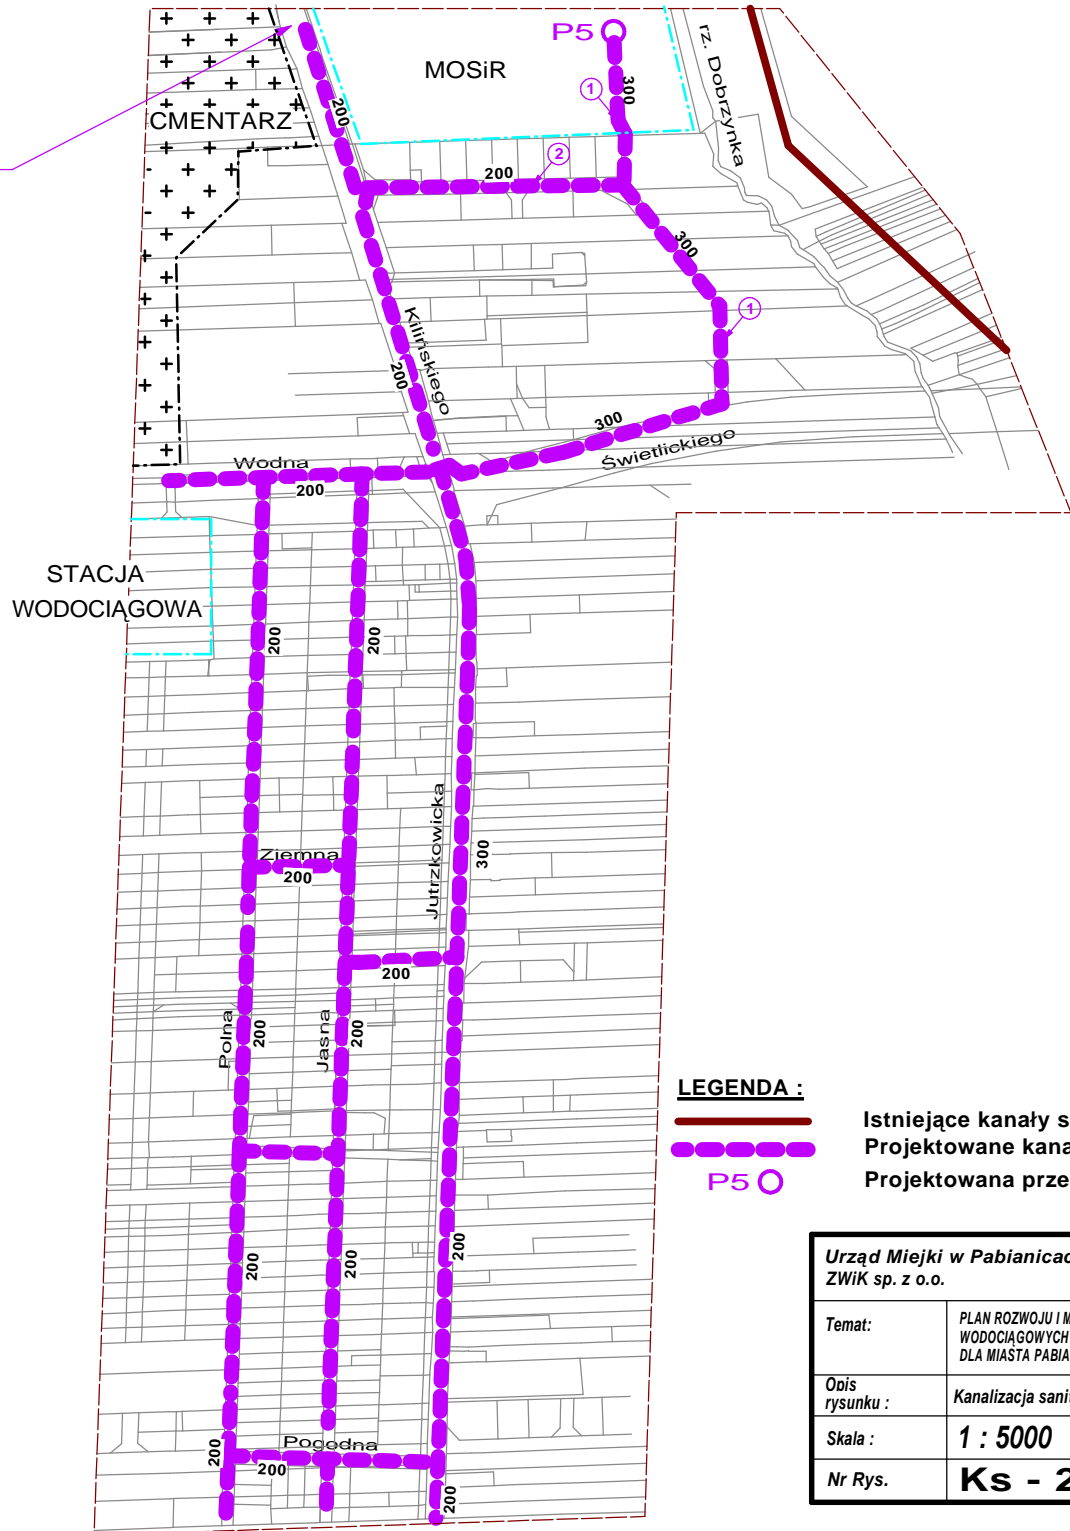 P5
MOSiR
rz. Dobrzynka
CMENTARZ
200
300
1
2
200
300
1
Kilińskiego
200
300
Świetlickiego
Wodna
200
STACJA
WODOCIĄGOWA
200
200
Jutrzkowicka
300
Ziemna
200
200
Polna
200
Jasna
200
LEGENDA :
Istniejące kanały s
Projektowane kana
P5
Projektowana prze
200
200
200
Pogodna
200
200
200
Urząd Miejki w Pabianicac
ZWiK sp. z o.o.
Temat:
PLAN ROZWOJU I M
WODOCIĄGOWYCH
DLA MIASTA PABIA
Opis
rysunku :
Kanalizacja sani
Skala :
1 : 5000
Nr Rys.
Ks - 2